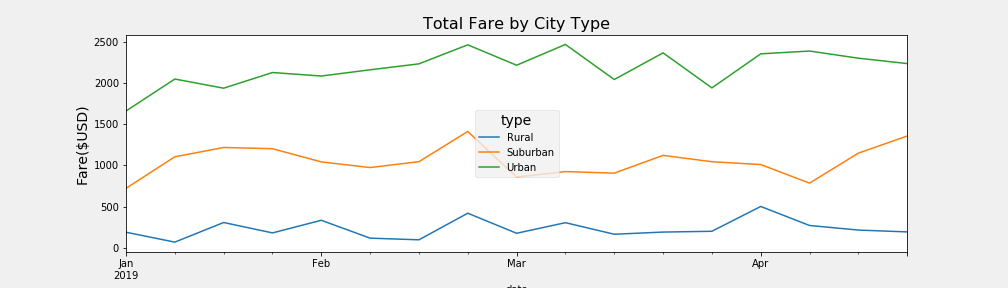 Total Fare by City Type
Fare($USD)
2500
2000
1500
1000
500
0
type
Rural
Suburban
Urban
Jan
2019
Feb
Mar
Apr
date